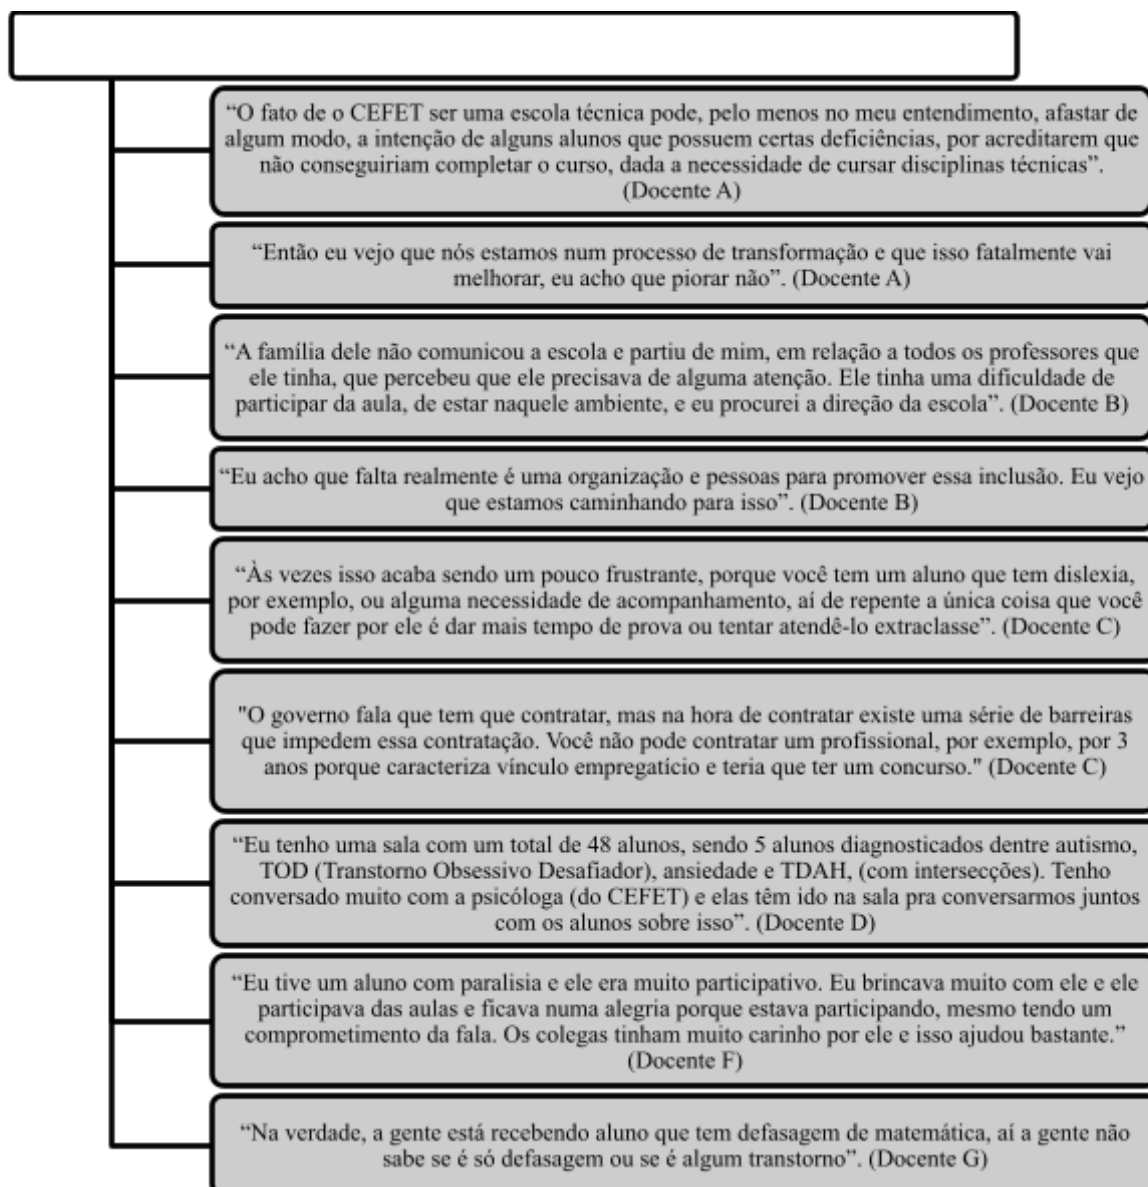 “O fato de o CEFET ser uma escola técnica pode, pelo menos no meu entendimento, afastar de
algum modo, a intenção de alguns alunos que possuem certas deficiências, por acreditarem que
não conseguiriam completar o curso, dada a necessidade de cursar disciplinas técnicas”.
(Docente A)
“Então eu vejo que nós estamos num processo de transformação e que isso fatalmente vai
melhorar, eu acho que piorar não”. (Docente A)
“A família dele não comunicou a escola e partiu de mim, em relação a todos os professores que
ele tinha, que percebeu que ele precisava de alguma atenção. Ele tinha uma dificuldade de
participar da aula, de estar naquele ambiente, e eu procurei a direção da escola”. (Docente B)
“Eu acho que falta realmente é uma organização e pessoas para promover essa inclusão. Eu vejo
que estamos caminhando para isso”. (Docente B)
“Às vezes isso acaba sendo um pouco frustrante, porque você tem um aluno que tem dislexia,
por exemplo, ou alguma necessidade de acompanhamento, aí de repente a única coisa que você
pode fazer por ele é dar mais tempo de prova ou tentar atendê-lo extraclasse”. (Docente C)
"O governo fala que tem que contratar, mas na hora de contratar existe uma série de barreiras
que impedem essa contratação. Você não pode contratar um profissional, por exemplo, por 3
anos porque caracteriza vínculo empregatício e teria que ter um concurso." (Docente C)
“Eu tenho uma sala com um total de 48 alunos, sendo 5 alunos diagnosticados dentre autismo,
TOD (Transtorno Obsessivo Desafiador), ansiedade e TDAH, (com intersecções). Tenho
conversado muito com a psicóloga (do CEFET) e elas têm ido na sala pra conversarmos juntos
com os alunos sobre isso”. (Docente D)
“Eu tive um aluno com paralisia e ele era muito participativo. Eu brincava muito com ele e ele
participava das aulas e ficava numa alegria porque estava participando, mesmo tendo um
comprometimento da fala. Os colegas tinham muito carinho por ele e isso ajudou bastante.”
(Docente F)
“Na verdade, a gente está recebendo aluno que tem defasagem de matemática, aí a gente não
sabe se é só defasagem ou se é algum transtorno”. (Docente G)